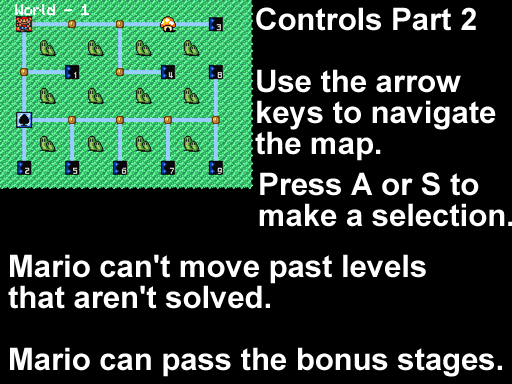 World - 1
Controls Part 2
3
Use the arrow
keys to navigate
the map.
1
4
8
Press A or S to
make a selection.
2
5
6
7
9
Mario can't move past levels
that aren't solved.
Mario can pass the bonus stages.